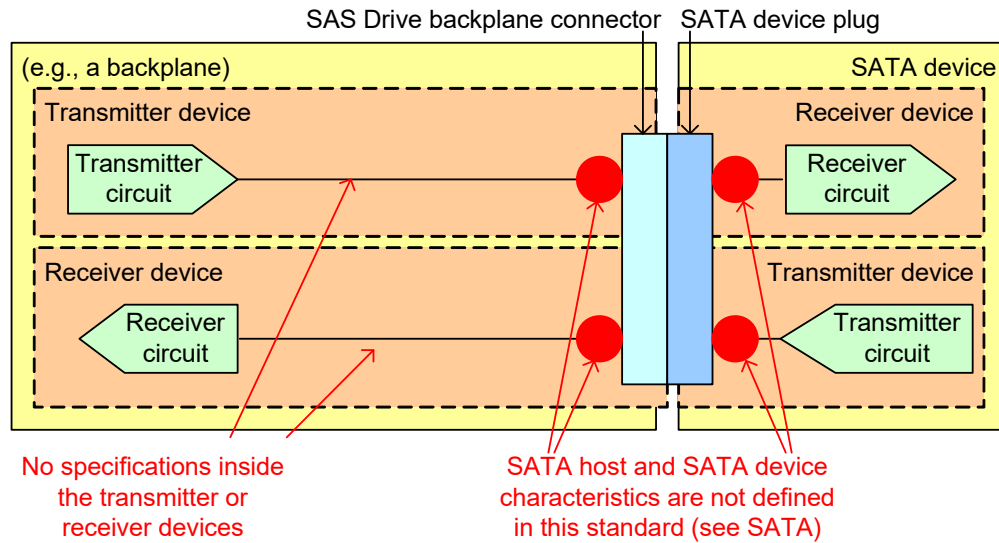 SAS Drive backplane connector
SATA device plug
(e.g., a backplane)
SATA device
Transmitter device
Receiver device
Transmitter
circuit
Receiver
circuit
Receiver device
Transmitter device
Receiver
circuit
Transmitter
circuit
No specifications inside
the transmitter or
receiver devices
SATA host and SATA device
characteristics are not defined
in this standard (see SATA)